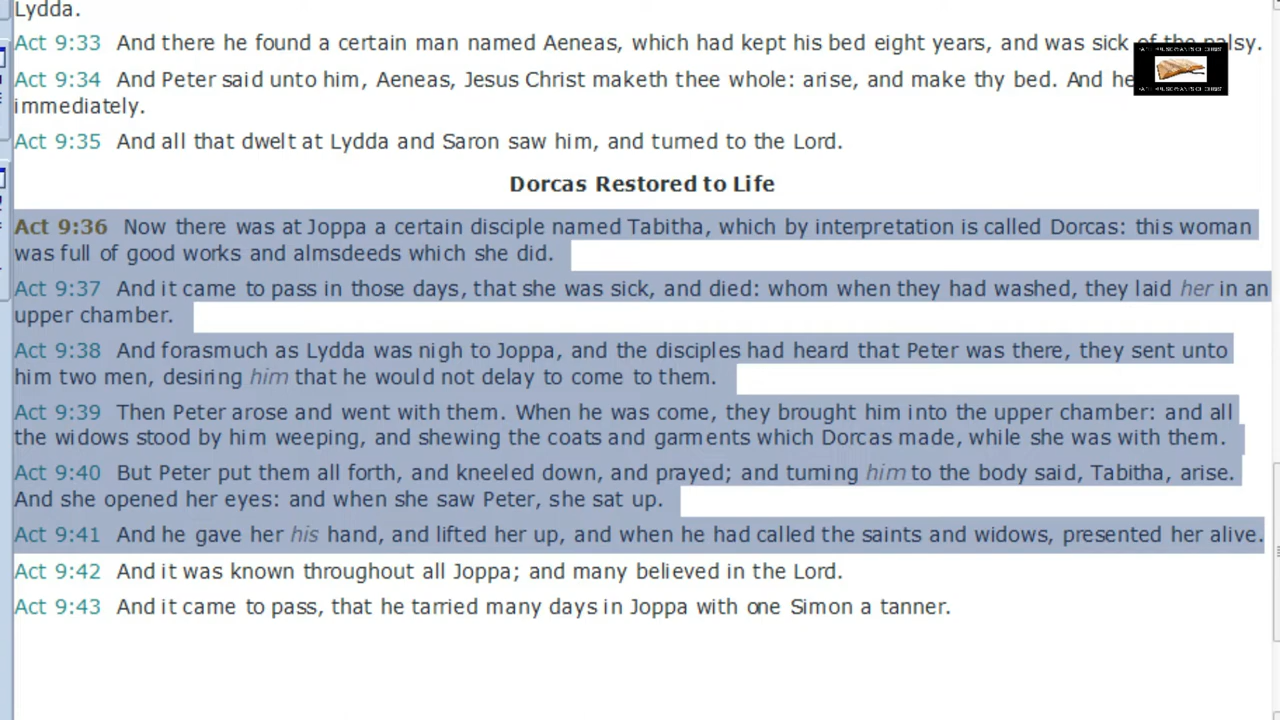 Lydda.
Act 9:33 And there he found a certain man named Aeneas, which had kept his bed eight years, and was sick of the palsy.
Act 9:34 And Peter said unto him, Aeneas, Jesus Christ maketh thee whole: arise, and make thy bed. And he
immediately.
Act 9:35 And all that dwelt at Lydda and Saron saw him, and turned to the Lord.
Dorcas Restored to Life
Act 9:36 Now there was at Joppa a certain disciple named Tabitha, which by interpretation is called Dorcas: this woman
was full of good works and almsdeeds which she did.
Act 9:37 And it came to pass in those days, that she was sick, and died: whom when they had washed, they laid her in an
upper chamber.
Act 9:38 And forasmuch as Lydda was nigh to Joppa, and the disciples had heard that Peter was there, they sent unto
him two men, desiring him that he would not delay to come to them.
Act 9:39 Then Peter arose and went with them. When he was come, they brought him into the upper chamber: and all
the widows stood by him weeping, and shewing the coats and garments which Dorcas made, while she was with them.
Act 9:40 But Peter put them all forth, and kneeled down, and prayed; and turning him to the body said, Tabitha, arise.
And she opened her eyes: and when she saw Peter, she sat up.
Act 9:41 And he gave her his hand, and lifted her up, and when he had called the saints and widows, presented her alive.
Act 9:42 And it was known throughout all Joppa; and many believed in the Lord.
Act 9:43 And it came to pass, that he tarried many days in Joppa with one Simon a tanner.